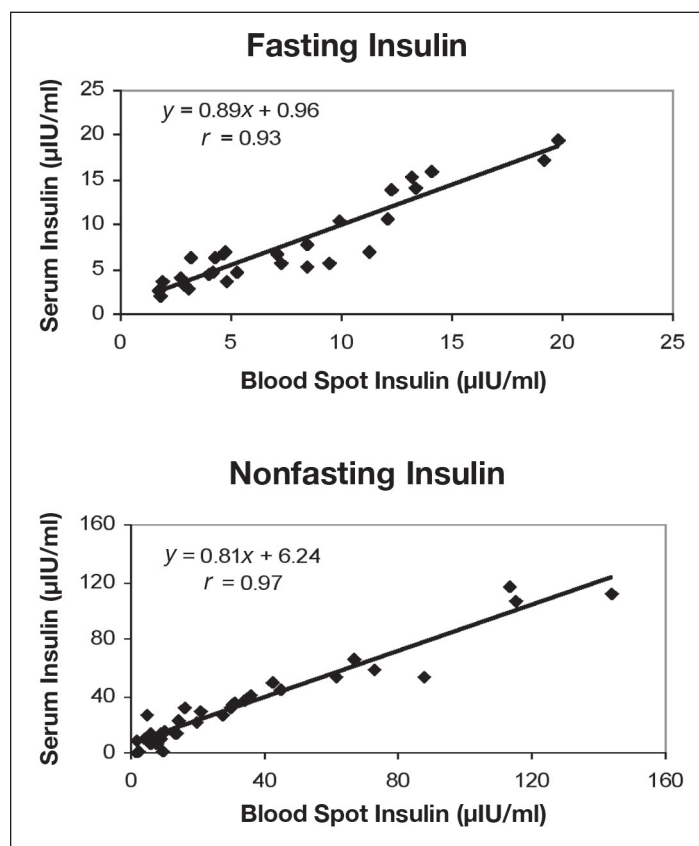 Fasting Insulin
y = 0.89x + 0.96
r = 0.93
Serum Insulin (µIU/ml)
25
20
15
10
5
0
0 5 10 15 20 25
Blood Spot Insulin (µIU/ml)
Nonfasting Insulin
y = 0.81x + 6.24
r = 0.97
Serum Insulin (µIU/ml)
160
120
80
40
0
0 40 80 120 160
Blood Spot Insulin (µIU/ml)